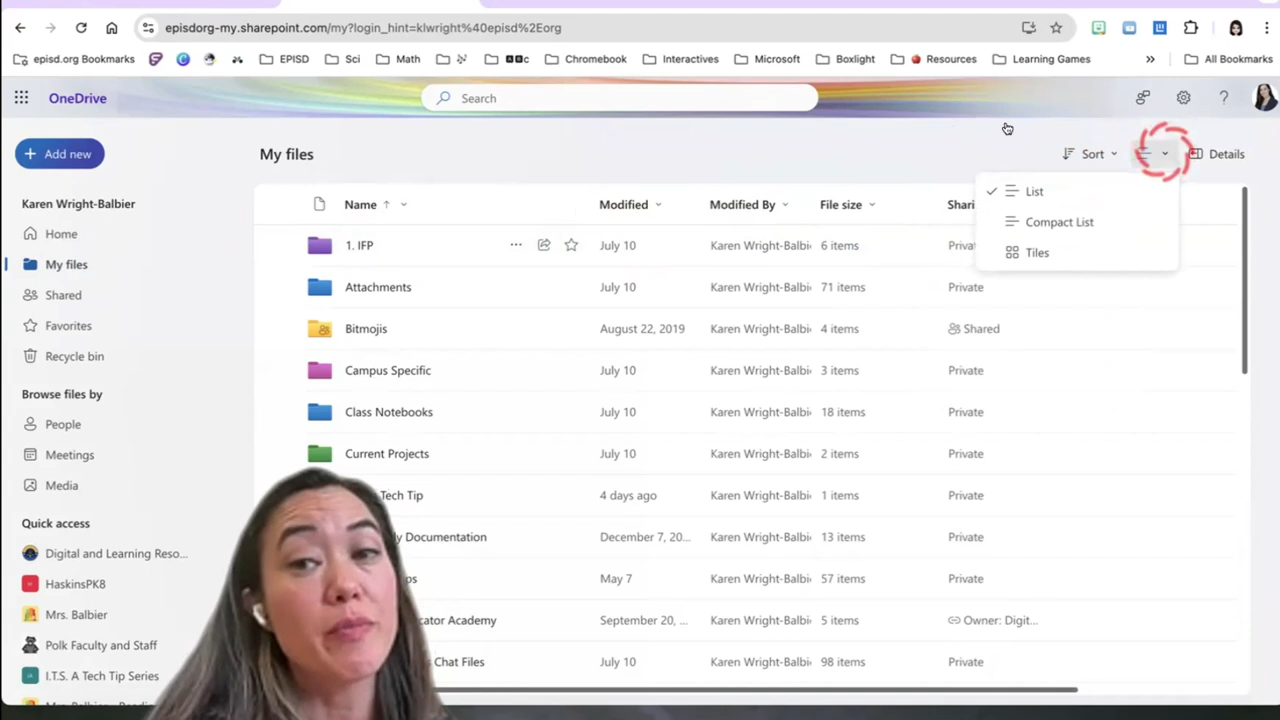 episdorg-my.sharepoint.com/my?login_hint=klwright%40episd%2Eorg
episd.org Bookmarks EPISD Sci Math Chromebook Interactives Microsoft Boxlight Resources Learning Games » All Bookmarks
OneDrive Search
+ Add new My files Sort Details
Karen Wright-Balbier
Home
My files
Shared
Favorites
Recycle bin
Browse files by
People
Meetings
Media
Quick access
Digital and Learning Reso...
HaskinsPK8
Mrs. Balbier
Polk Faculty and Staff
I.T.S. A Tech Tip Series
Name Modified Modified By File size Shari
List
Compact List
Tiles
1. IFP July 10 Karen Wright-Balbi 6 items Priva
Attachments July 10 Karen Wright-Balbi 71 items Private
Bitmojis August 22, 2019 Karen Wright-Balbi 4 items Shared
Campus Specific July 10 Karen Wright-Balbi 3 items Private
Class Notebooks July 10 Karen Wright-Balbi 18 items Private
Current Projects July 10 Karen Wright-Balbi 2 items Private
Tech Tip 4 days ago Karen Wright-Balbi 1 items Private
y Documentation December 7, 20... Karen Wright-Balbi 13 items Private
ps May 7 Karen Wright-Balbi 57 items Private
cator Academy September 20, ... Karen Wright-Balbi 5 items Owner: Digit...
s Chat Files July 10 Karen Wright-Balbi 98 items Private